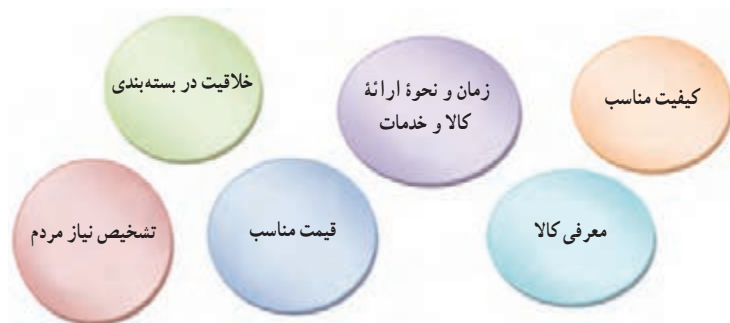 کیفیت مناسب
زمان و نحوهٔ ارائهٔ
کالا و خدمات
خلاقیت در بسته‌بندی
معرفی کالا
قیمت مناسب
تشخیص نیاز مردم